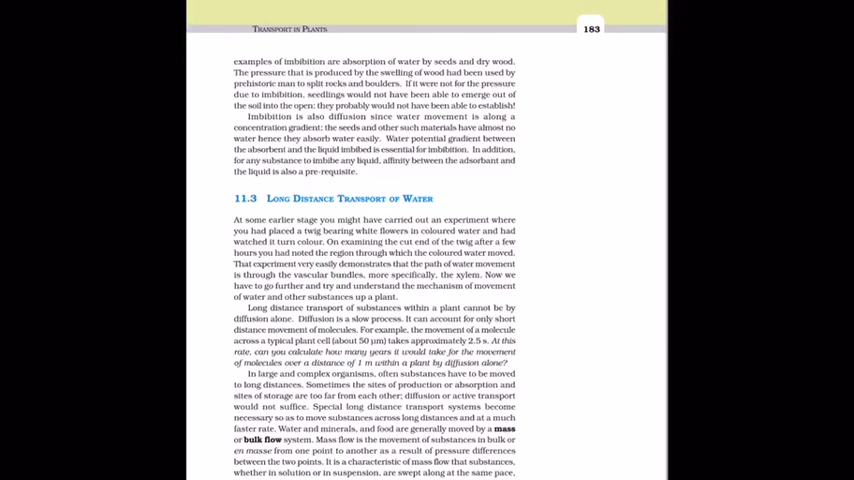 TRANSPORT IN PLANTS
183
examples of imbibition are absorption of water by seeds and dry wood.
The pressure that is produced by the swelling of wood had been used by
prehistoric man to split rocks and boulders. If it were not for the pressure
due to imbibition, seedlings would not have been able to emerge out of
the soil into the open; they probably would not have been able to establish!
Imbibition is also diffusion since water movement is along a
concentration gradient; the seeds and other such materials have almost no
water hence they absorb water easily. Water potential gradient between
the absorbent and the liquid imbibed is essential for imbibition. In addition,
for any substance to imbibe any liquid, affinity between the adsorbant and
the liquid is also a pre-requisite.
11.3 LONG DISTANCE TRANSPORT OF WATER
At some earlier stage you might have carried out an experiment where
you had placed a twig bearing white flowers in coloured water and had
watched it turn colour. On examining the cut end of the twig after a few
hours you had noted the region through which the coloured water moved.
That experiment very easily demonstrates that the path of water movement
is through the vascular bundles, more specifically, the xylem. Now we
have to go further and try and understand the mechanism of movement
of water and other substances up a plant.
Long distance transport of substances within a plant cannot be by
diffusion alone. Diffusion is a slow process. It can account for only short
distance movement of molecules. For example, the movement of a molecule
across a typical plant cell (about 50 µm) takes approximately 2.5 s. At this
rate, can you calculate how many years it would take for the movement
of molecules over a distance of 1 m within a plant by diffusion alone?
In large and complex organisms, often substances have to be moved
to long distances. Sometimes the sites of production or absorption and
sites of storage are too far from each other; diffusion or active transport
would not suffice. Special long distance transport systems become
necessary so as to move substances across long distances and at a much
faster rate. Water and minerals, and food are generally moved by a mass
or bulk flow system. Mass flow is the movement of substances in bulk or
en masse from one point to another as a result of pressure differences
between the two points. It is a characteristic of mass flow that substances,
whether in solution or in suspension, are swept along at the same pace,